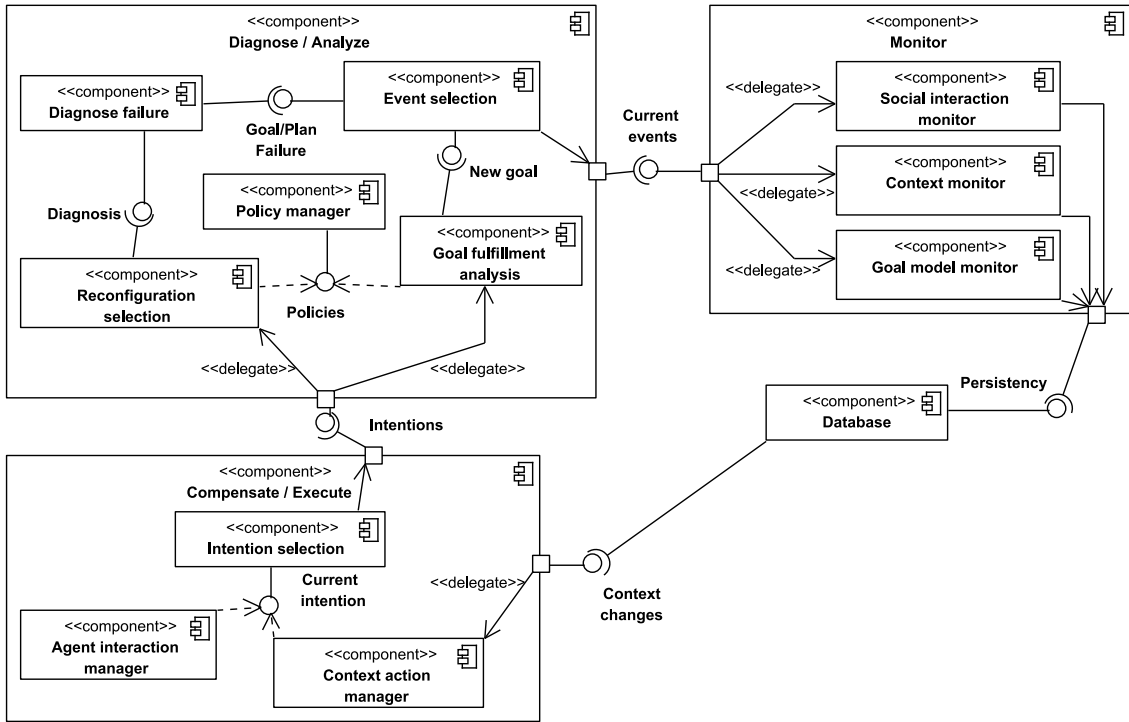 <<component>>
Diagnose / Analyze
<<component>>
Diagnose failure
Goal/Plan
Failure
<<component>>
Event selection
New goal
Diagnosis
<<component>>
Policy manager
<<component>>
Goal fulfillment
analysis
<<component>>
Reconfiguration
selection
Policies
<<delegate>>
<<delegate>>
Current
events
<<component>>
Monitor
<<delegate>>
<<component>>
Social interaction
monitor
<<delegate>>
<<component>>
Context monitor
<<delegate>>
<<component>>
Goal model monitor
Persistency
<<component>>
Database
Intentions
<<component>>
Compensate / Execute
<<component>>
Intention selection
Current
intention
<<delegate>>
Context
changes
<<component>>
Agent interaction
manager
<<component>>
Context action
manager